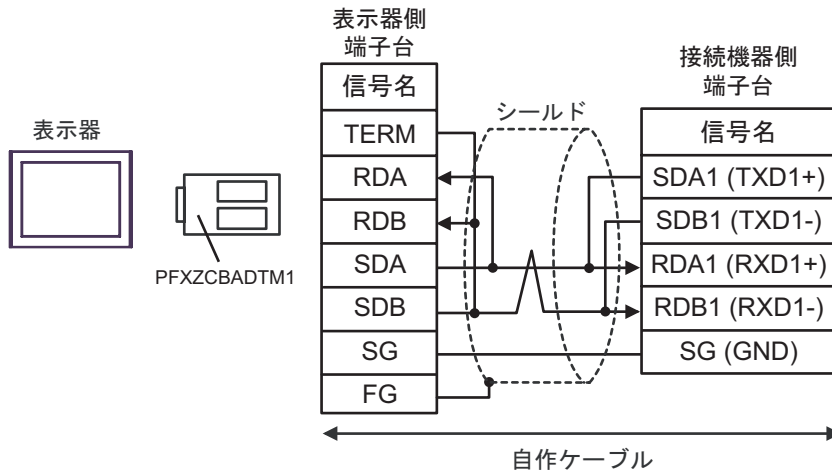 表示器
PFXZCBADTM1
表示器側
端子台
信号名
TERM
RDA
RDB
SDA
SDB
SG
FG
シールド
接続機器側
端子台
信号名
SDA1 (TXD1+)
SDB1 (TXD1-)
RDA1 (RXD1+)
RDB1 (RXD1-)
SG (GND)
自作ケーブル